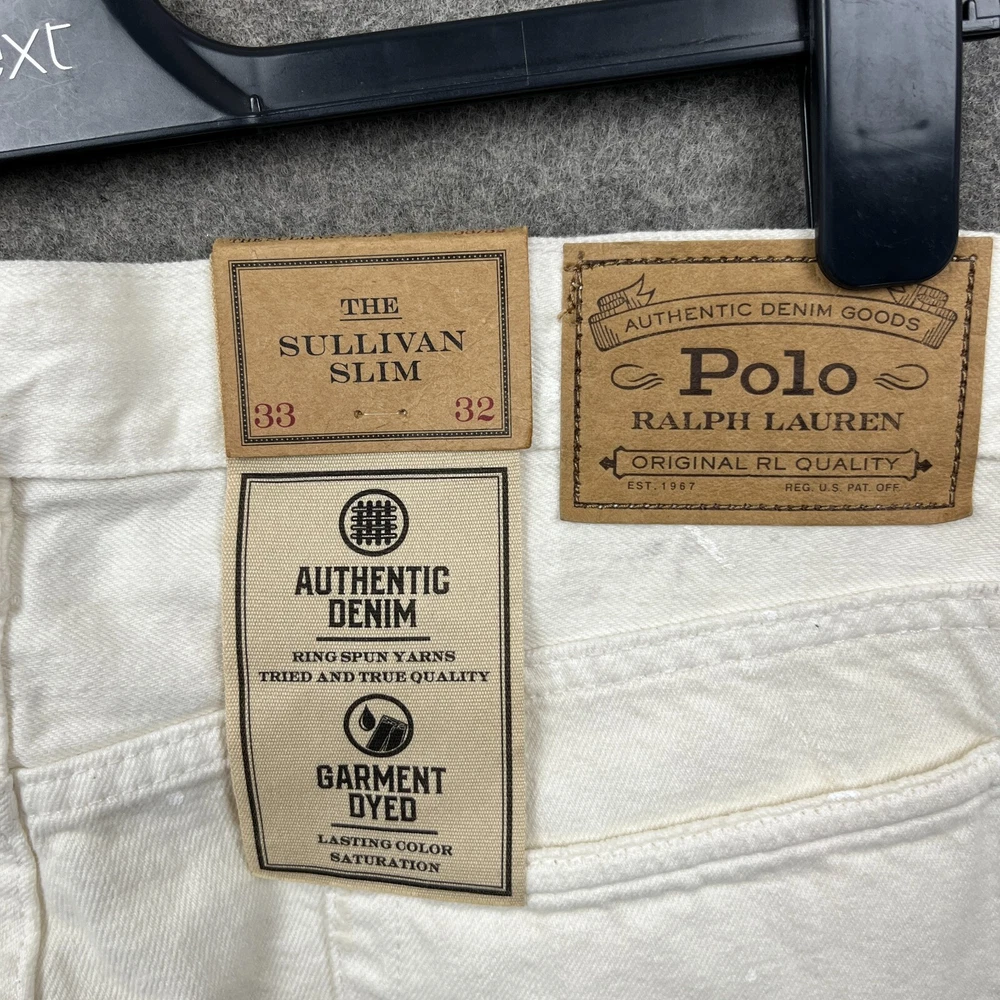 ext
THE
SULLIVAN
SLIM
33 32
AUTHENTIC
DENIM
RING SPUN YARNS
TRIED AND TRUE QUALITY
GARMENT
DYED
LASTING COLOR
SATURATION
AUTHENTIC DENIM GOODS
Polo
RALPH LAUREN
ORIGINAL RL QUALITY
EST. 1967 REG. U.S. PAT. OFF